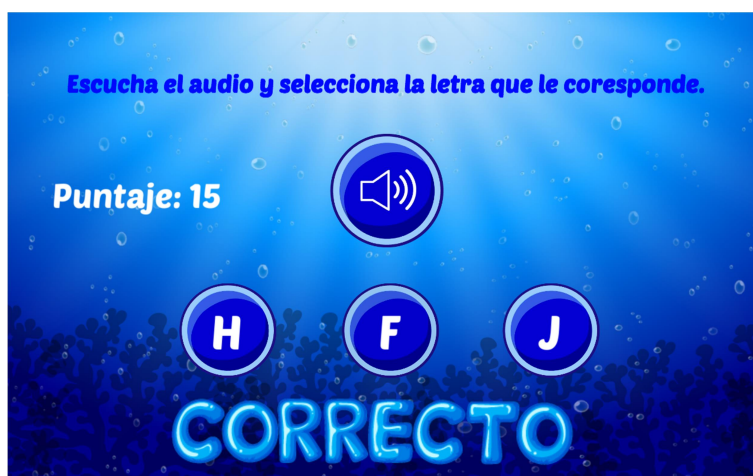 Escucha el audio y selecciona la letra que le coresponde.
Puntaje: 15
H F J
CORRECTO